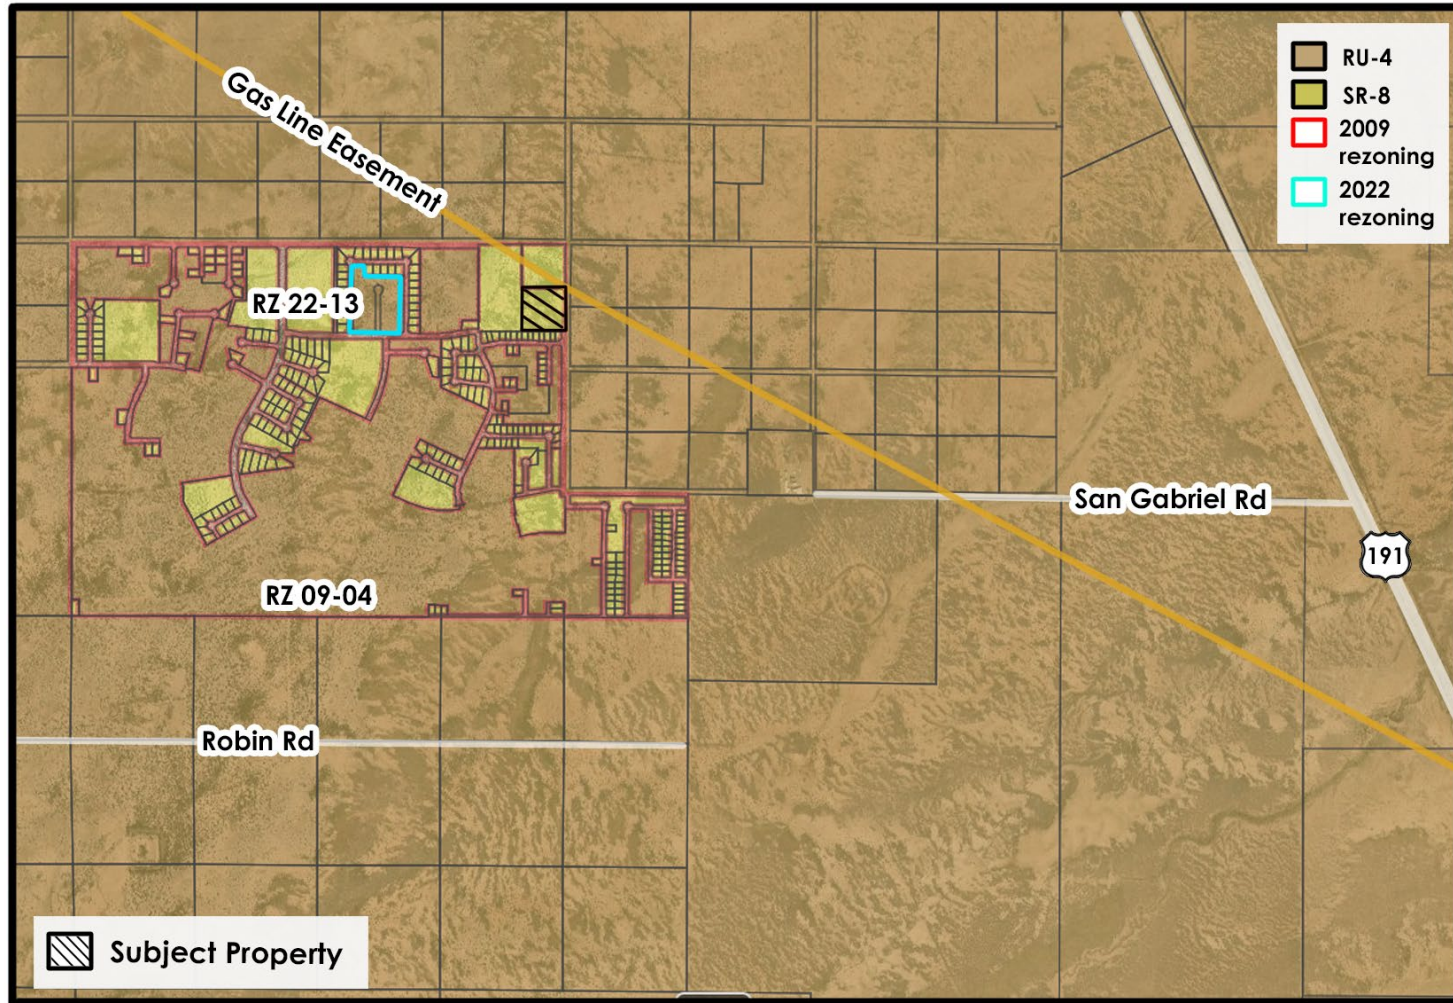 Gas Line Easement
RU-4
SR-8
2009
rezoning
2022
rezoning
RZ 22-13
San Gabriel Rd
191
RZ 09-04
Robin Rd
Subject Property